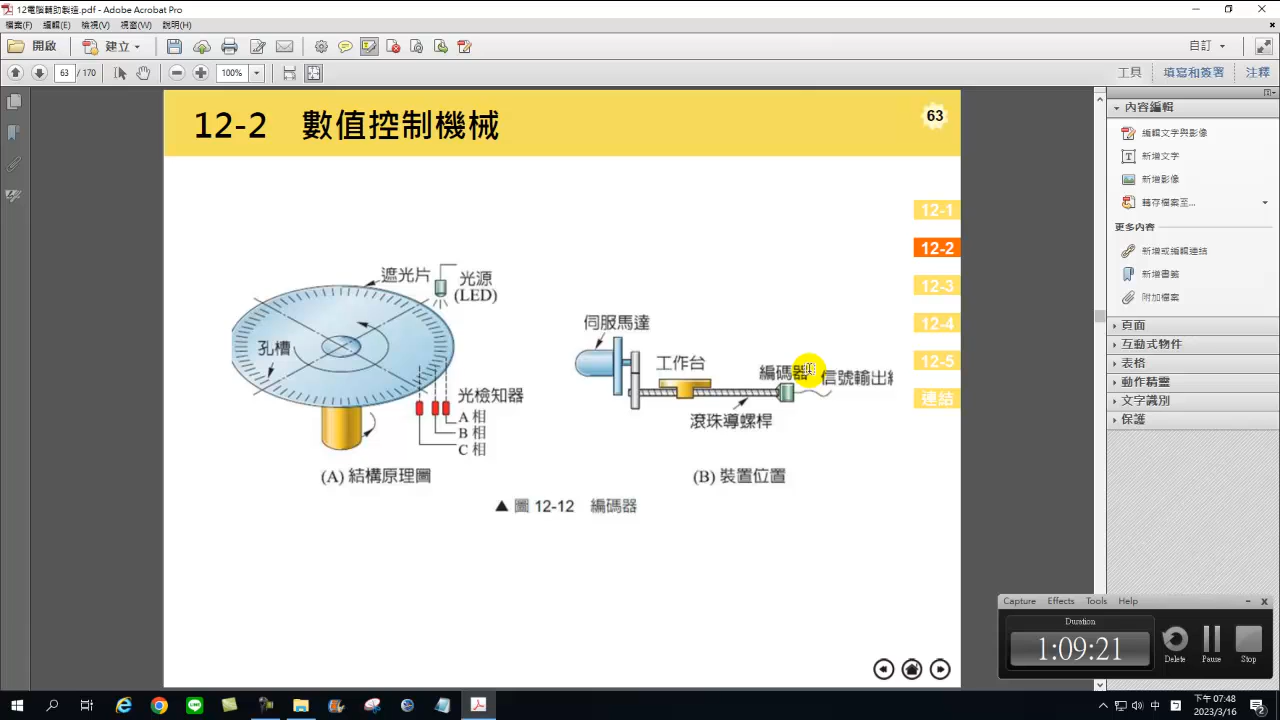 12電腦輔助製造.pdf - Adobe Acrobat Pro
檔案(F) 編輯(E) 檢視(V) 視窗(W) 說明(H)
開啟 建立 自訂
63 / 170 100% 工具 填寫和簽署 注釋
12-2 數值控制機械
63
12-1
12-2
12-3
12-4
12-5
連結
遮光片
光源
(LED)
孔槽
光檢知器
A 相
B 相
C 相
(A) 結構原理圖
伺服馬達
工作台
編碼器
信號輸出
滾珠導螺桿
(B) 裝置位置
▲ 圖 12-12 編碼器
內容編輯
編輯文字與影像
新增文字
新增影像
轉存檔案至...
更多內容
新增或編輯連結
新增書籤
附加檔案
頁面
互動式物件
表格
動作精靈
文字識別
保護
Capture Effects Tools Help
Duration
1:09:21
Delete Pause Stop
中
下午 07:48
2023/3/16
2